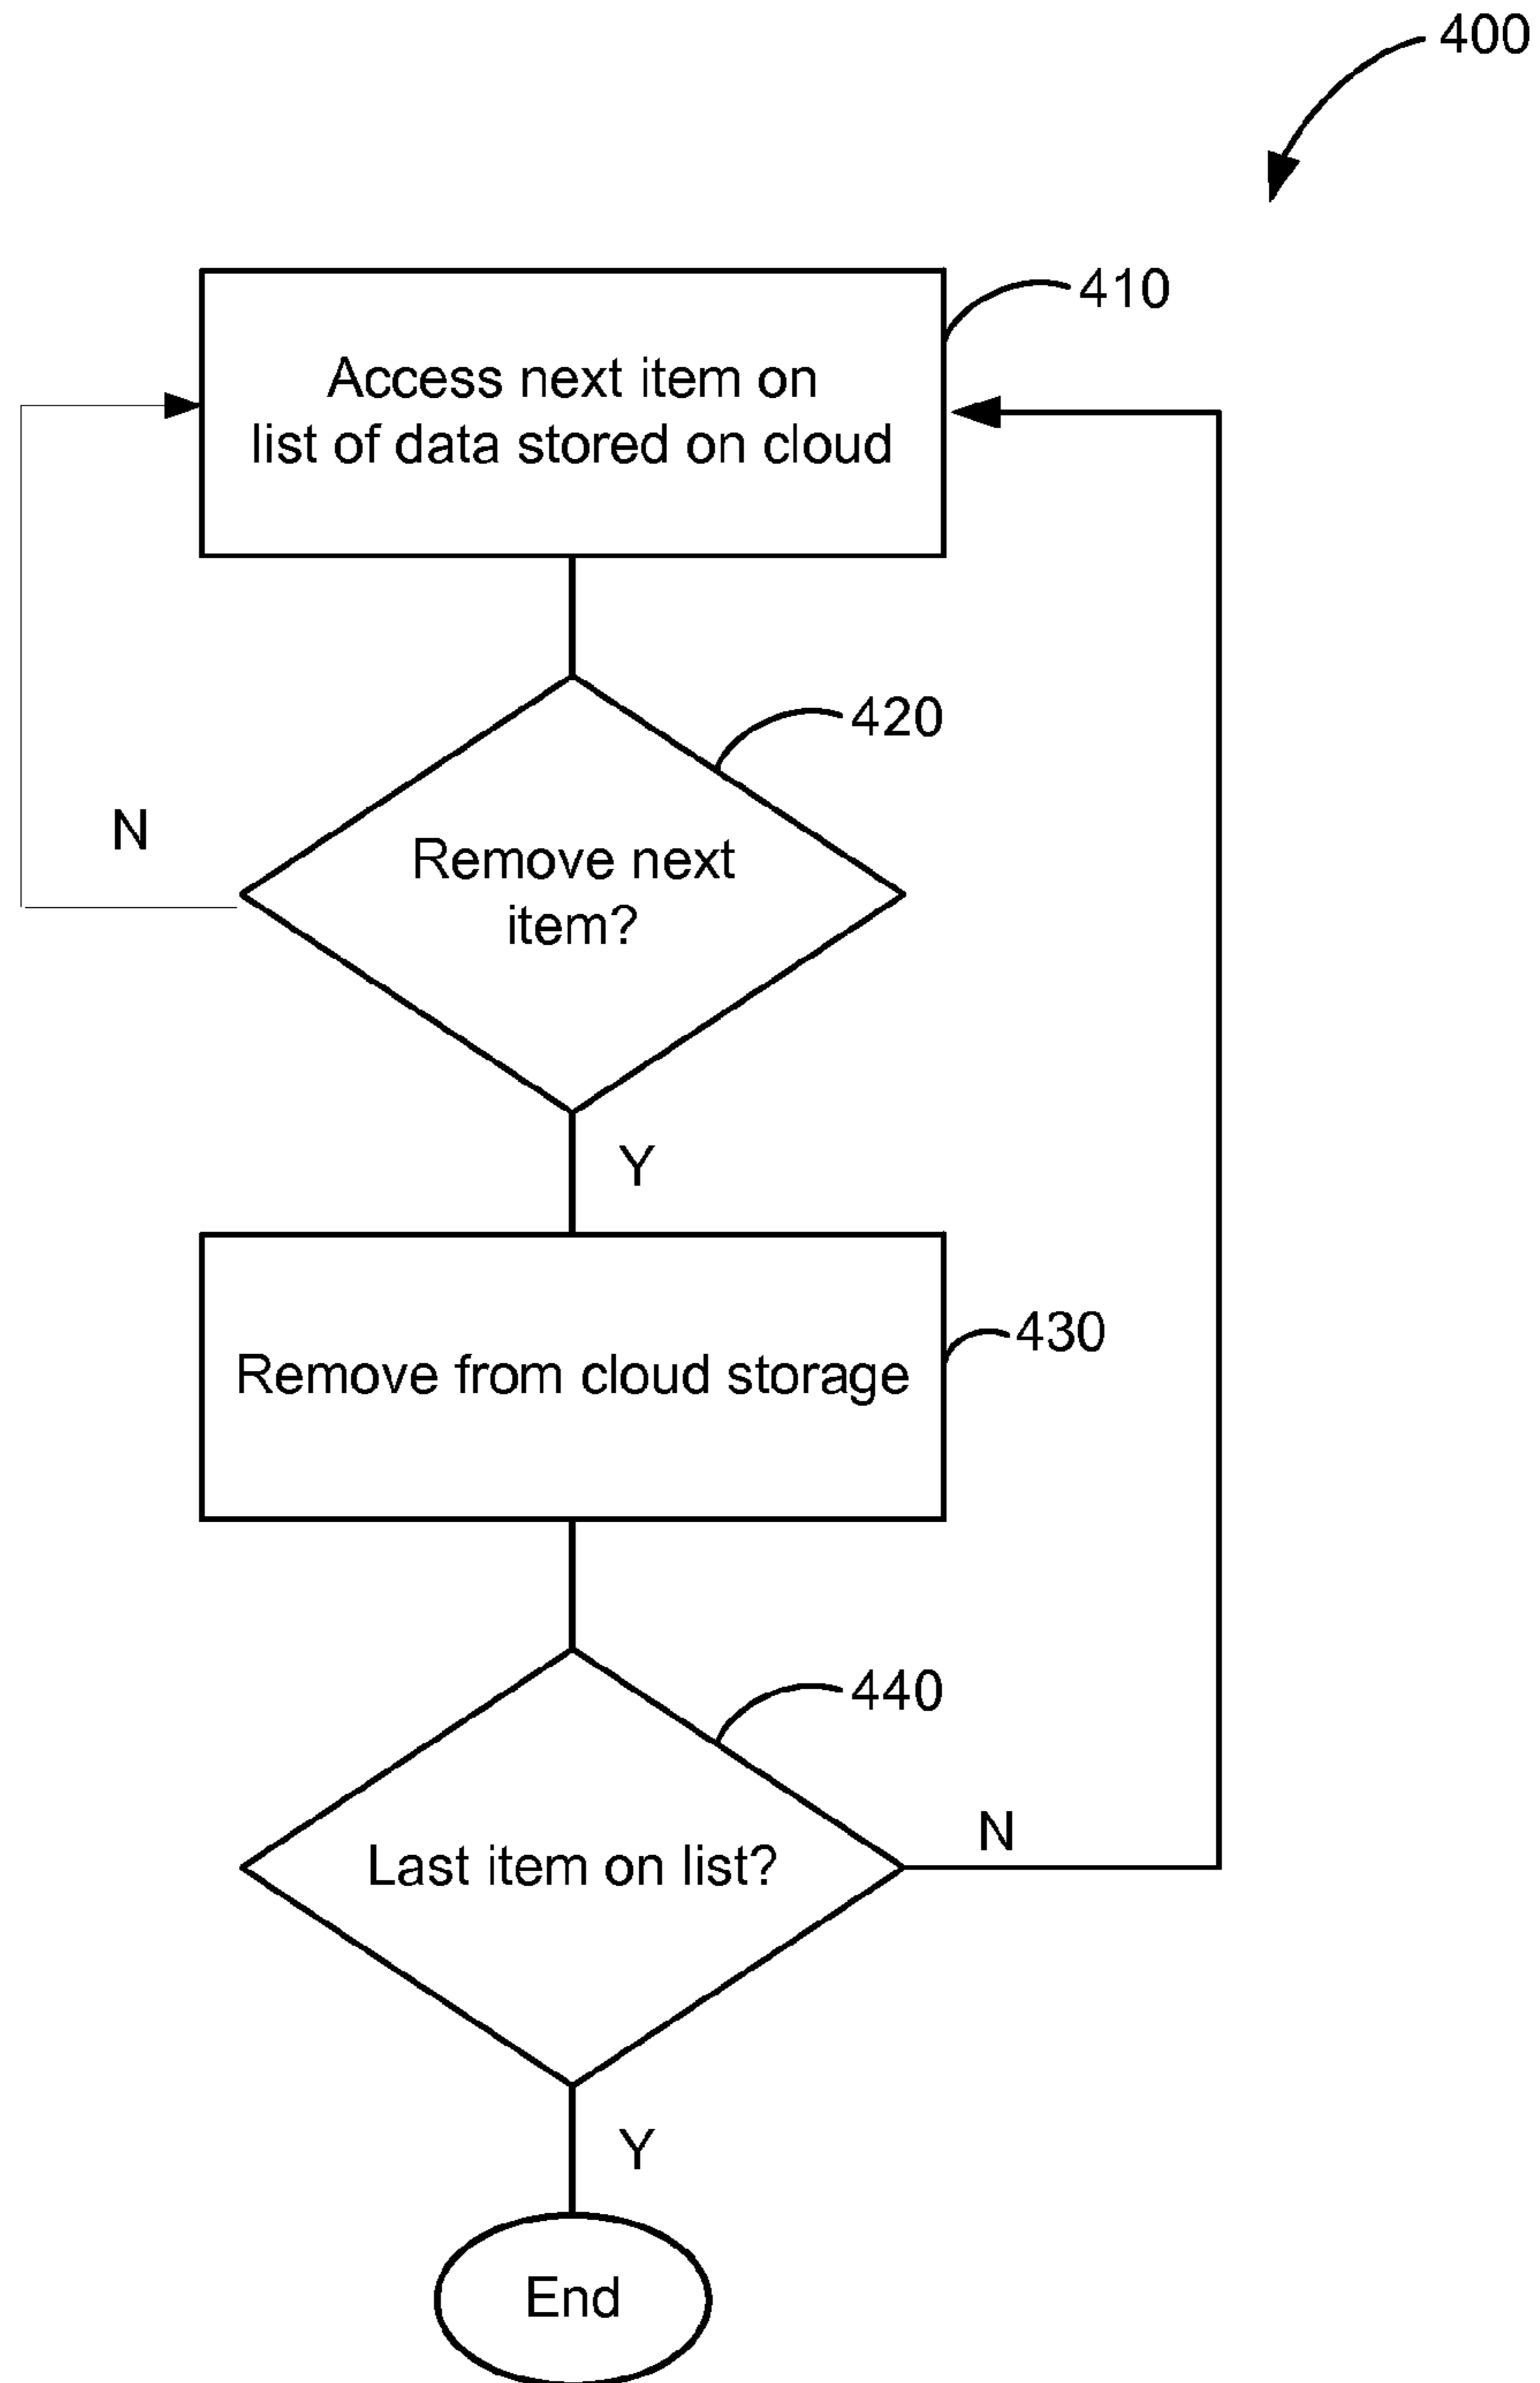 400
410
Access next item on
list of data stored on cloud
420
N
Remove next
item?
Y
430
Remove from cloud storage
440
N
Last item on list?
Y
End